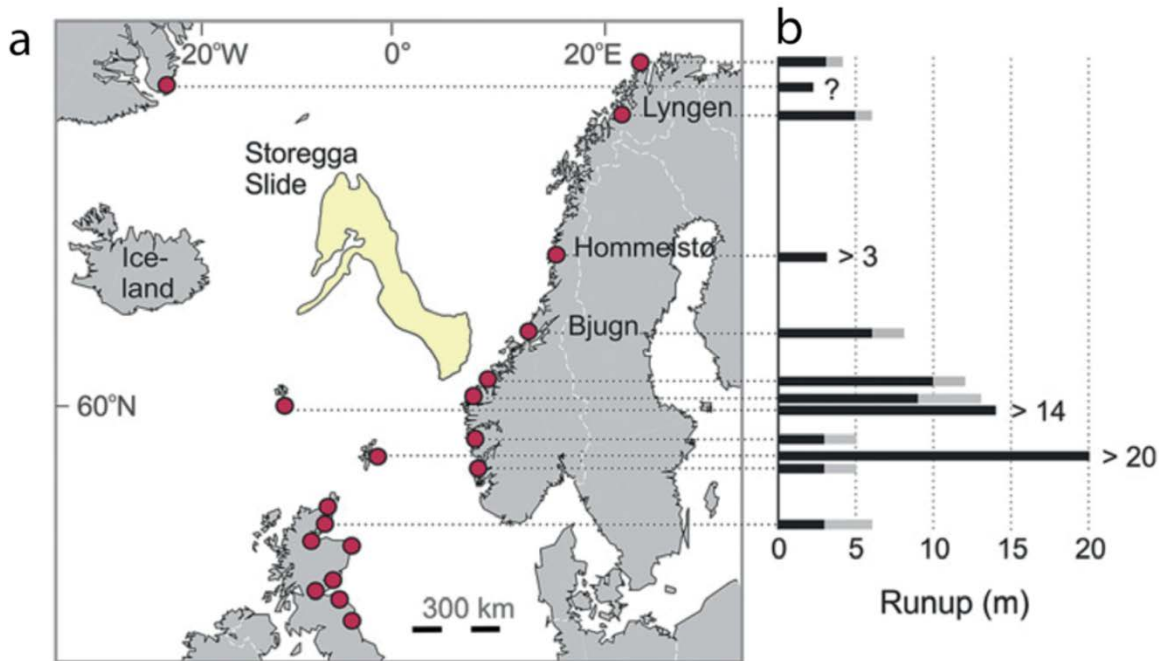 a
20°W
0°
20°E
b
Lyngen
?
Storegga
Slide
Hommelstø
> 3
Ice-
land
Bjugn
60°N
> 14
> 20
300 km
0
5
10
15
20
Runup (m)